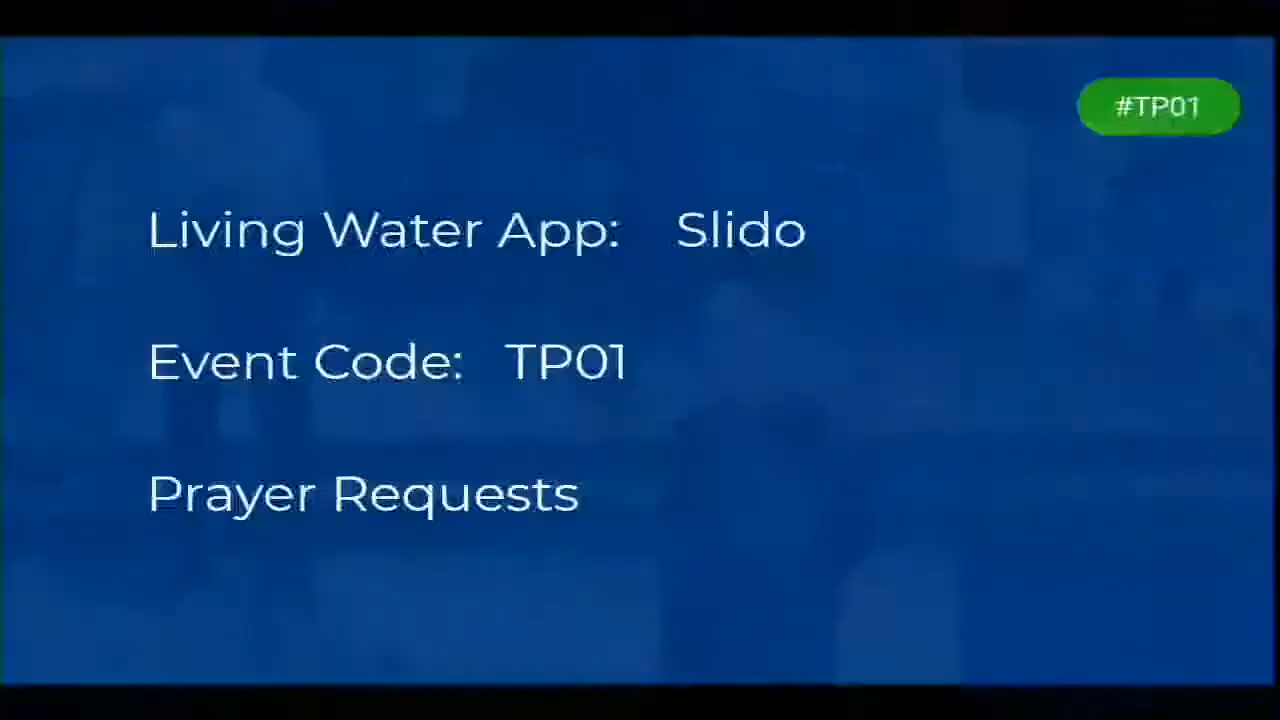 #TP01
Living Water App: Slido
Event Code: TP01
Prayer Requests